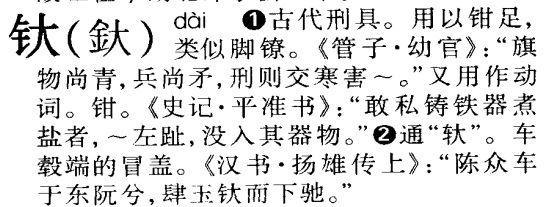 钛(釱) dài ❶古代刑具。用以钳足,
类似脚镣。《管子·幼官》:“旗
物尚青,兵尚矛,刑则交寒害～。”又用作动
词。钳。《史记·平准书》:“敢私铸铁器煮
盐者,～左趾,没入其器物。”❷通“轪”。车
毂端的冒盖。《汉书·扬雄传上》:“陈众车
于东阬兮,肆玉釱而下驰。”